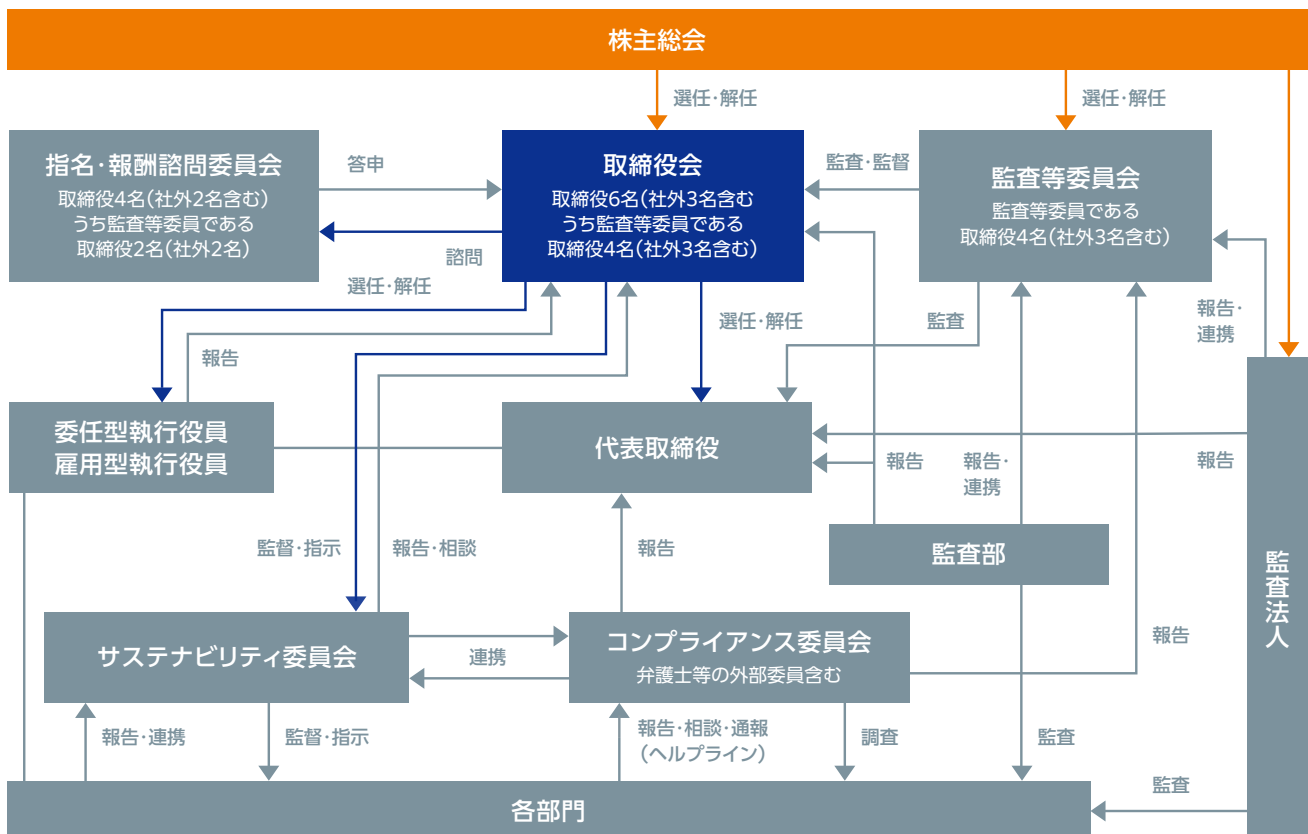 株主総会
選任・解任
選任・解任
指名・報酬諮問委員会
取締役4名(社外2名含む)
うち監査等委員である
取締役2名(社外2名)
答申
諮問
取締役会
取締役6名(社外3名含む
うち監査等委員である
取締役4名(社外3名含む)
監査・監督
監査等委員会
監査等委員である
取締役4名(社外3名含む)
選任・解任
報告
選任・解任
監査
報告・
連携
委任型執行役員
雇用型執行役員
代表取締役
報告
報告・
連携
報告
監督・指示
報告・相談
報告
監査部
監査法人
サステナビリティ委員会
連携
コンプライアンス委員会
弁護士等の外部委員含む
報告
報告・連携
監督・指示
報告・相談・通報
(ヘルプライン)
調査
監査
監査
各部門